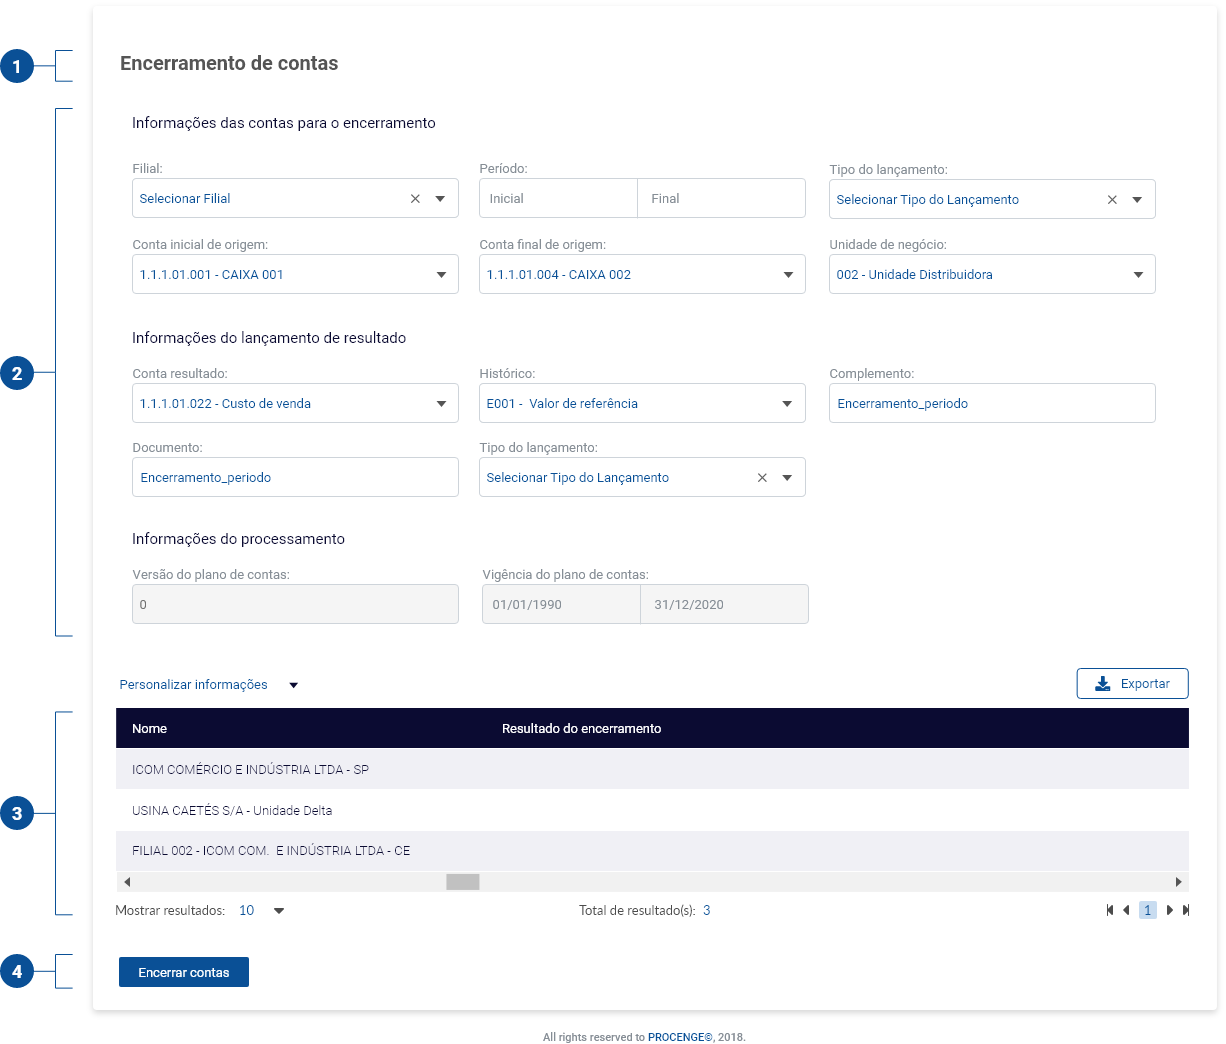 1
Encerramento de contas
Informações das contas para o encerramento
Filial: Período: Tipo do lançamento:
Selecionar Filial Inicial Final Selecionar Tipo do Lançamento
Conta inicial de origem: Conta final de origem: Unidade de negócio:
1.1.1.01.001 - CAIXA 001 1.1.1.01.004 - CAIXA 002 002 - Unidade Distribuidora
Informações do lançamento de resultado
2
Conta resultado: Histórico: Complemento:
1.1.1.01.022 - Custo de venda E001 - Valor de referência Encerramento_periodo
Documento: Tipo do lançamento:
Encerramento_periodo Selecionar Tipo do Lançamento
Informações do processamento
Versão do plano de contas: Vigência do plano de contas:
0 01/01/1990 31/12/2020
Personalizar informações Exportar
Nome Resultado do encerramento
ICOM COMÉRCIO E INDÚSTRIA LTDA - SP
3
USINA CAETÉS S/A - Unidade Delta
FILIAL 002 - ICOM COM. E INDÚSTRIA LTDA - CE
Mostrar resultados: 10 Total de resultado(s): 3 1
4
Encerrar contas
All rights reserved to PROCENGE©, 2018.